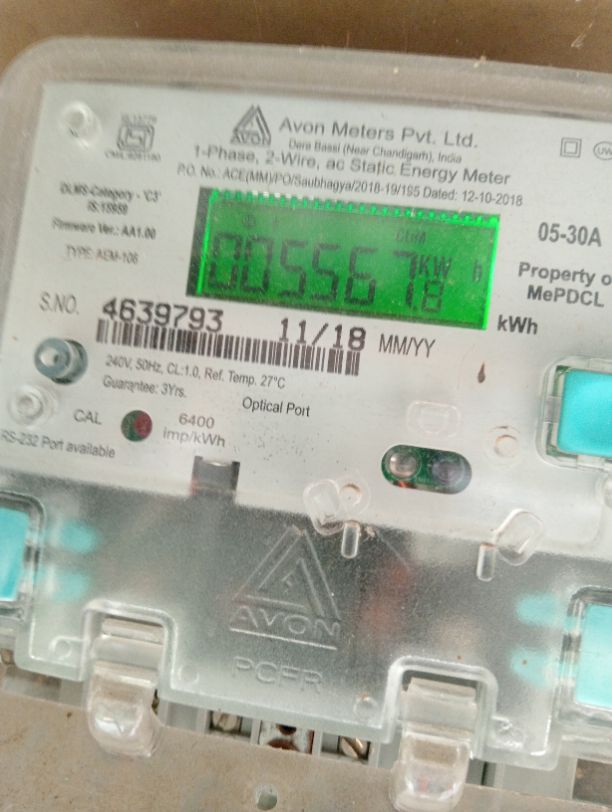 AVON
Avon Meters Pvt. Ltd.
Dera Bassi (Near Chandigarh), India
1-Phase, 2-Wire, ac Static Energy Meter
P.O. No.: ACE(MM)/PO/Saubhagya/2018-19/195 Dated: 12-10-2018
DLMS-Category - 'C3'
IS:15959
Firmware Ver.: AA1.00
TYPE: AEM-106
CUM
005567.8 KW h
05-30A
Property o
MePDCL
kWh
S.NO. 4639793 11/18 MM/YY
240V, 50Hz, CL:1.0, Ref. Temp. 27°C
Guarantee: 3Yrs.
Optical Port
CAL
6400
imp/kWh
RS-232 Port available
AVON
PCFR